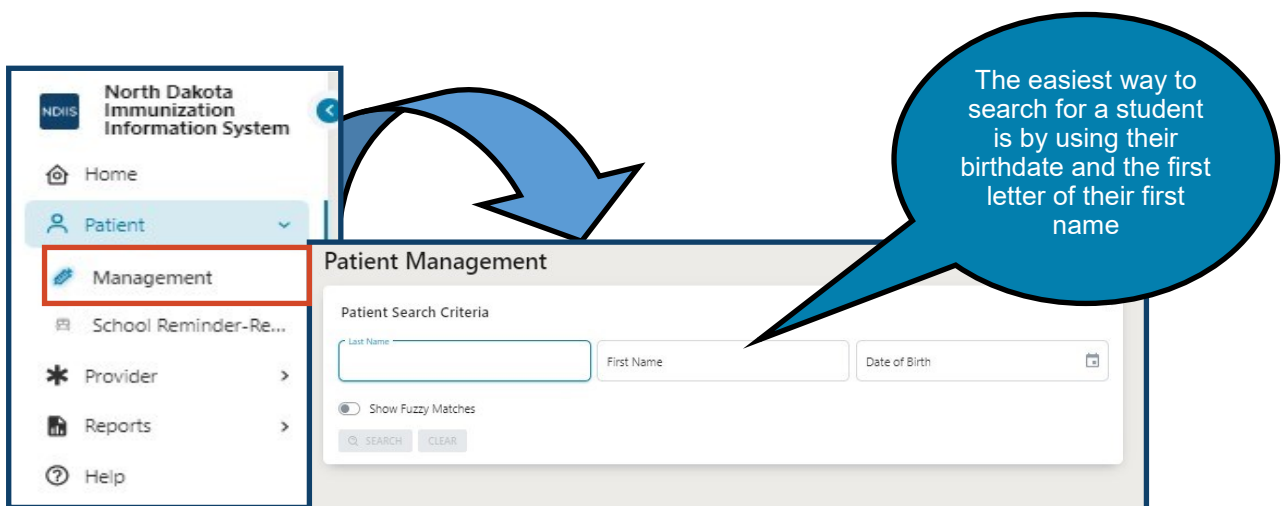 NDIIS
North Dakota
Immunization
Information System
Home
Patient
Management
School Reminder-Re...
Provider
Reports
Help
The easiest way to
search for a student
is by using their
birthdate and the first
letter of their first
name
Patient Management
Patient Search Criteria
Last Name
First Name
Date of Birth
Show Fuzzy Matches
SEARCH CLEAR